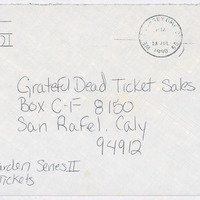 Grateful Dead Ticket Sales
Box C-F 8150
San Rafel. Caly
94912
Series II
Tickets